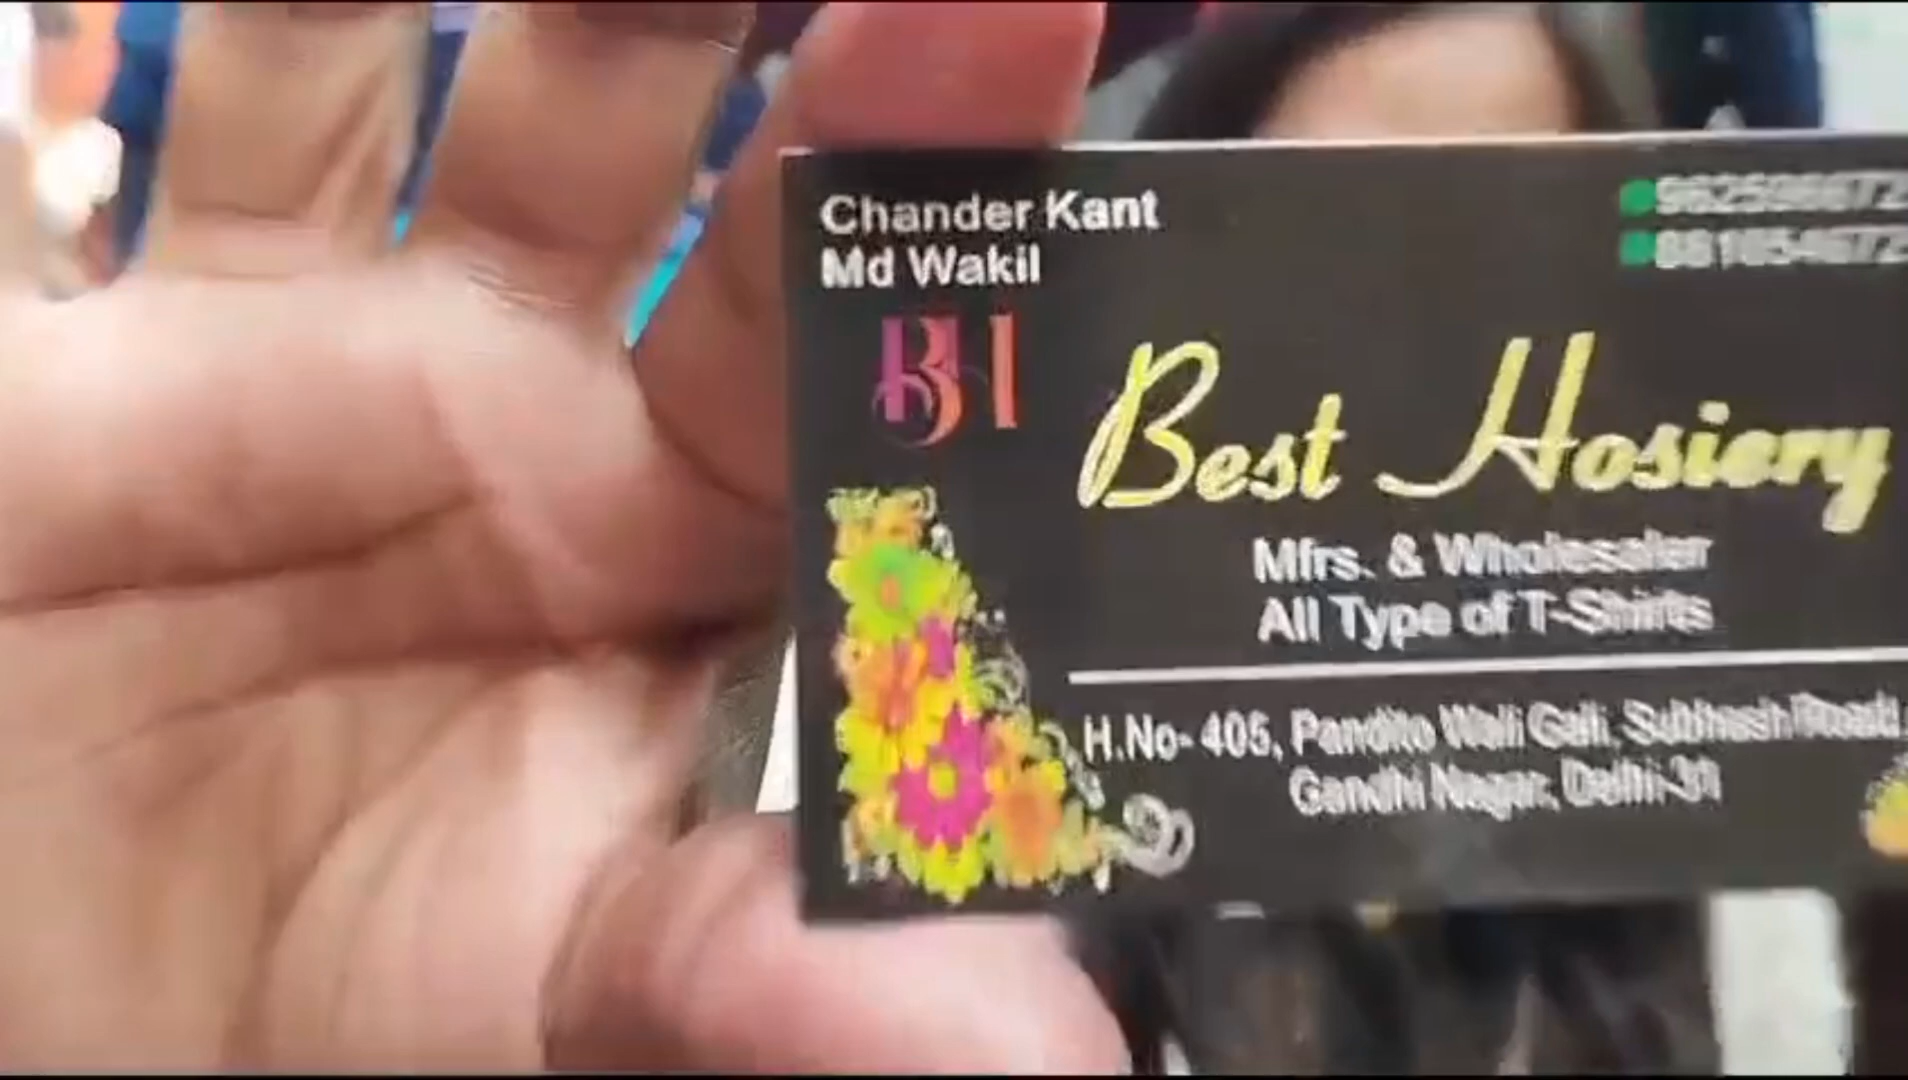 Chander Kant
Md Wakil
BH
Best Hosiery
Mfrs. & Wholesaler
All Type of T-Shirts
H.No- 405, Pandito Wali Gali, Subhash Road,
Gandhi Nagar, Delhi-31